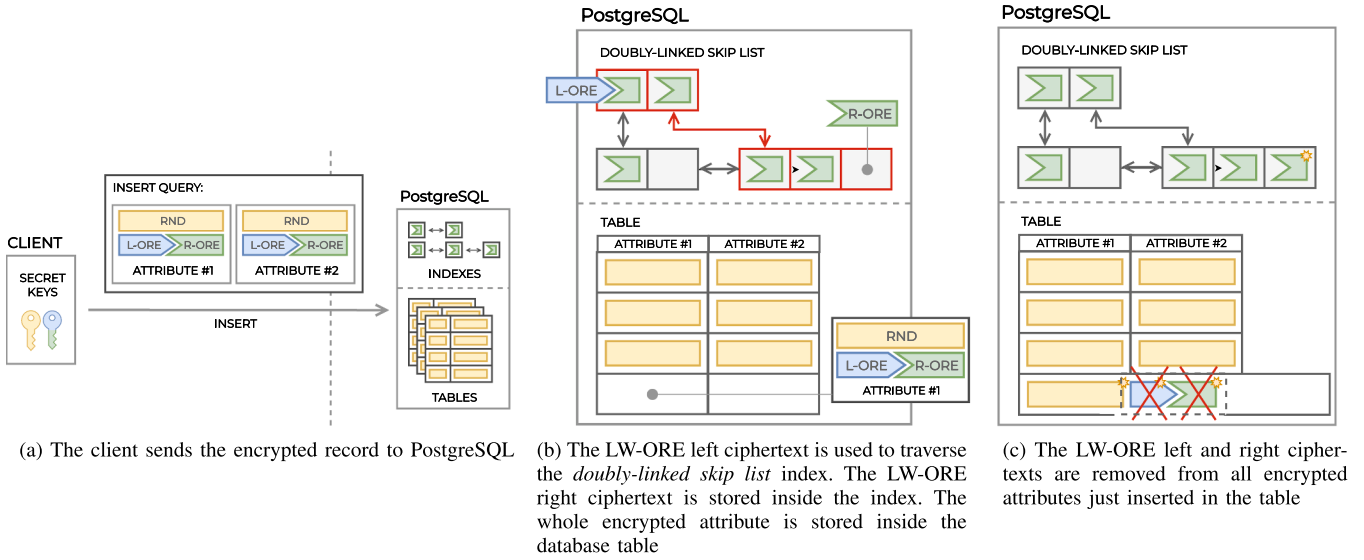 CLIENT
SECRET
KEYS
INSERT QUERY:
RND
L-ORE
R-ORE
ATTRIBUTE #1
RND
L-ORE
R-ORE
ATTRIBUTE #2
INSERT
PostgreSQL
INDEXES
TABLES
(a) The client sends the encrypted record to PostgreSQL
PostgreSQL
DOUBLY-LINKED SKIP LIST
L-ORE
R-ORE
TABLE
ATTRIBUTE #1
ATTRIBUTE #2
RND
L-ORE
R-ORE
ATTRIBUTE #1
(b) The LW-ORE left ciphertext is used to traverse
the doubly-linked skip list index. The LW-ORE
right ciphertext is stored inside the index. The
whole encrypted attribute is stored inside the
database table
PostgreSQL
DOUBLY-LINKED SKIP LIST
TABLE
ATTRIBUTE #1
ATTRIBUTE #2
(c) The LW-ORE left and right cipher-
texts are removed from all encrypted
attributes just inserted in the table